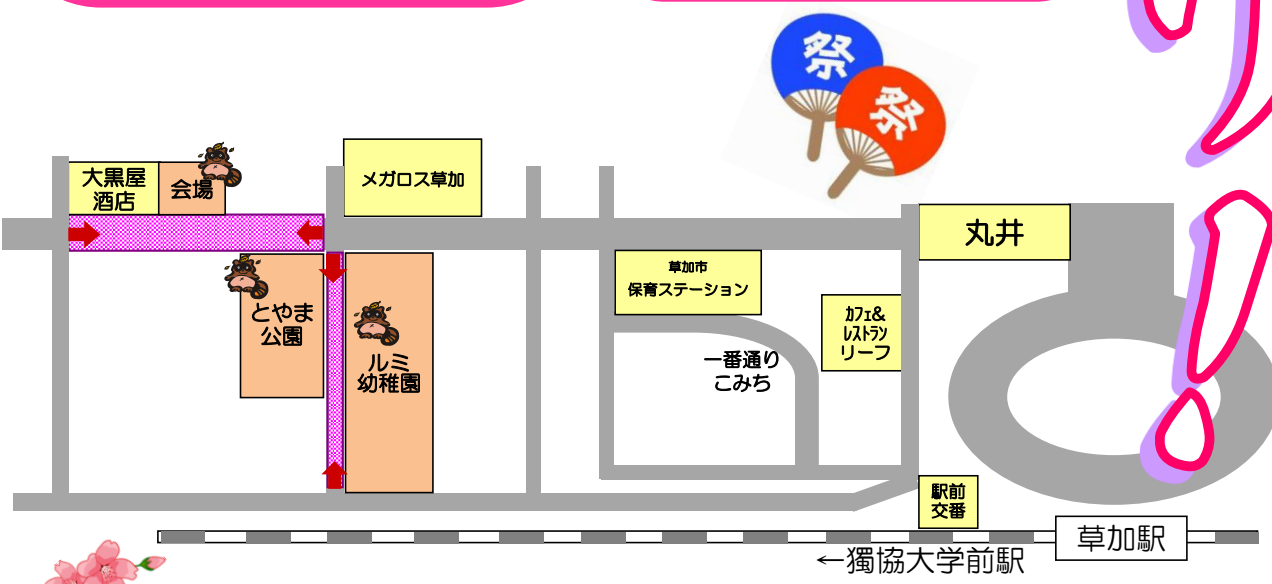 り！
祭
祭
大黒屋
酒店
会場
メガロス草加
丸井
草加市
保育ステーション
とやま
公園
ルミ
幼稚園
カフェ&
レストラン
リーフ
一番通り
こみち
駅前
交番
草加駅
←獨協大学前駅